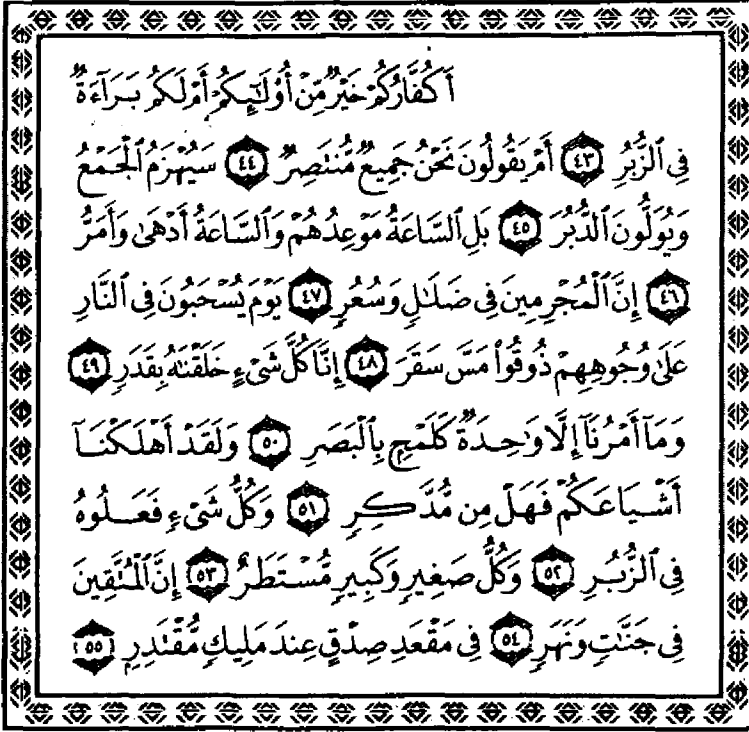 أَكُفَّارُكُمْ خَيْرٌ مِّنْ أُوْلَٰٓئِكُمْ أَمْ لَكُم بَرَآءَةٌ
فِى ٱلزُّبُرِ ٤٣ أَمْ يَقُولُونَ نَحْنُ جَمِيعٌ مُّنتَصِرٌ ٤٤ سَيُهْزَمُ ٱلْجَمْعُ
وَيُوَلُّونَ ٱلدُّبُرَ ٤٥ بَلِ ٱلسَّاعَةُ مَوْعِدُهُمْ وَٱلسَّاعَةُ أَدْهَىٰ وَأَمَرُّ
٤٦ إِنَّ ٱلْمُجْرِمِينَ فِى ضَلَٰلٍ وَسُعُرٍ ٤٧ يَوْمَ يُسْحَبُونَ فِى ٱلنَّارِ
عَلَىٰ وُجُوهِهِمْ ذُوقُوا۟ مَسَّ سَقَرَ ٤٨ إِنَّا كُلَّ شَىْءٍ خَلَقْنَٰهُ بِقَدَرٍ ٤٩
وَمَآ أَمْرُنَآ إِلَّا وَٰحِدَةٌ كَلَمْحٍۭ بِٱلْبَصَرِ ٥٠ وَلَقَدْ أَهْلَكْنَآ
أَشْيَاعَكُمْ فَهَلْ مِن مُّدَّكِرٍ ٥١ وَكُلُّ شَىْءٍ فَعَلُوهُ
فِى ٱلزُّبُرِ ٥٢ وَكُلُّ صَغِيرٍ وَكَبِيرٍ مُّسْتَطَرٌ ٥٣ إِنَّ ٱلْمُتَّقِينَ
فِى جَنَّٰتٍ وَنَهَرٍ ٥٤ فِى مَقْعَدِ صِدْقٍ عِندَ مَلِيكٍ مُّقْتَدِرٍۭ ٥٥